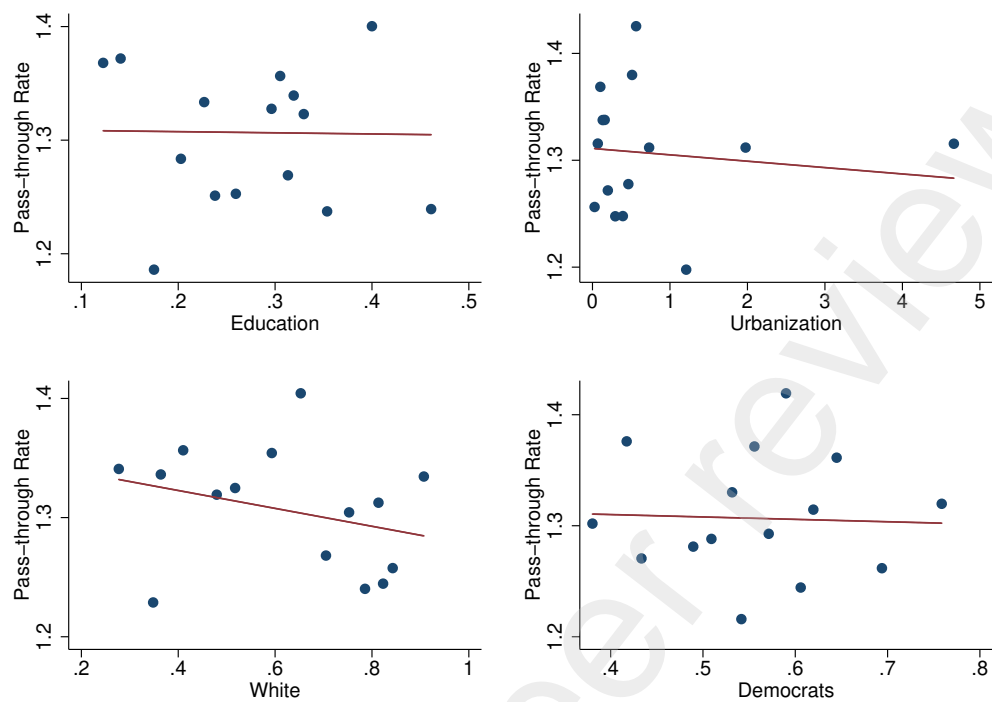 Pass−through Rate
1.4
1.3
1.2
.1 .2 .3 .4 .5
Education
Pass−through Rate
1.4
1.3
1.2
0 1 2 3 4 5
Urbanization
Pass−through Rate
1.4
1.3
1.2
.2 .4 .6 .8 1
White
Pass−through Rate
1.4
1.3
1.2
.4 .5 .6 .7 .8
Democrats
er review